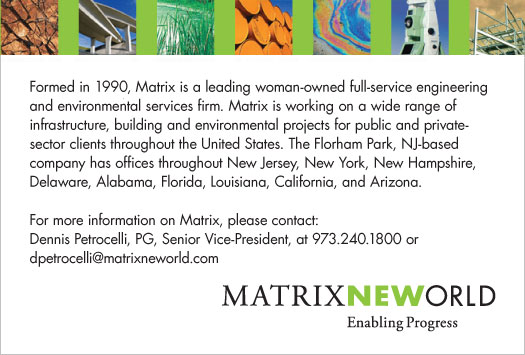 Formed in 1990, Matrix is a leading woman-owned full-service engineering
and environmental services firm. Matrix is working on a wide range of
infrastructure, building and environmental projects for public and private-
sector clients throughout the United States. The Florham Park, NJ-based
company has offices throughout New Jersey, New York, New Hampshire,
Delaware, Alabama, Florida, Louisiana, California, and Arizona.
For more information on Matrix, please contact:
Dennis Petrocelli, PG, Senior Vice-President, at 973.240.1800 or
dpetrocelli@matrixneworld.com
MATRIXNEWORLD
Enabling Progress